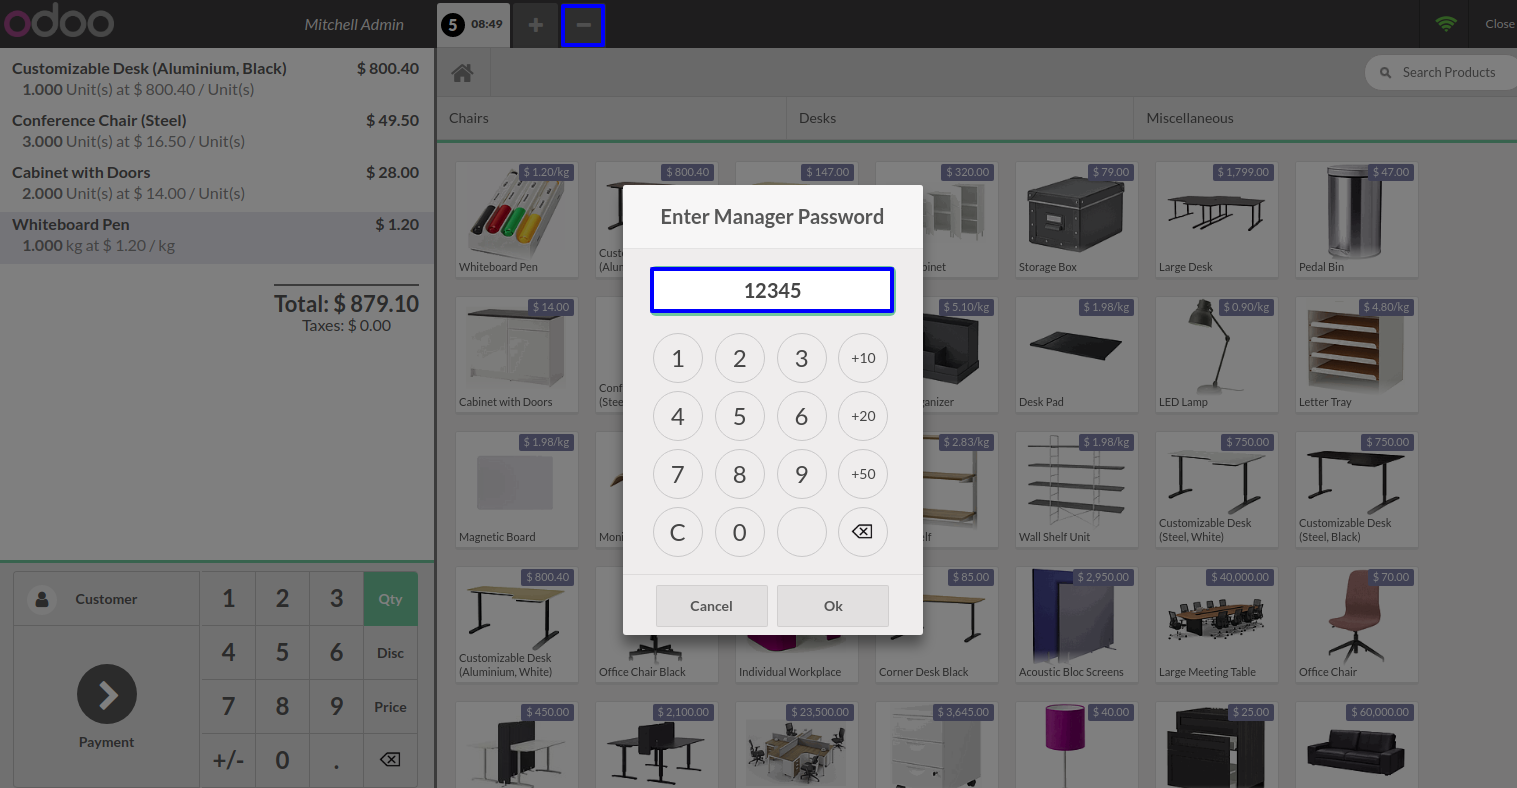 odoo
Mitchell Admin
5 08:49
+
−
Close
Customizable Desk (Aluminium, Black) $ 800.40
1.000 Unit(s) at $ 800.40 / Unit(s)
Conference Chair (Steel) $ 49.50
3.000 Unit(s) at $ 16.50 / Unit(s)
Cabinet with Doors $ 28.00
2.000 Unit(s) at $ 14.00 / Unit(s)
Whiteboard Pen $ 1.20
1.000 kg at $ 1.20 / kg
Total: $ 879.10
Taxes: $ 0.00
Customer
Payment
1 2 3 Qty
4 5 6 Disc
7 8 9 Price
+/- 0 .
Search Products
Chairs Desks Miscellaneous
$ 1.20/kg $ 800.40 $ 147.00 $ 320.00 $ 79.00 $ 1,799.00 $ 47.00
Whiteboard Pen Storage Box Large Desk Pedal Bin
$ 14.00 $ 5.10/kg $ 1.98/kg $ 0.90/kg $ 4.80/kg
Cabinet with Doors Desk Pad LED Lamp Letter Tray
$ 1.98/kg $ 2.83/kg $ 1.98/kg $ 750.00 $ 750.00
Magnetic Board Wall Shelf Unit Customizable Desk (Steel, White) Customizable Desk (Steel, Black)
$ 800.40 $ 85.00 $ 2,950.00 $ 40,000.00 $ 70.00
Customizable Desk (Aluminium, White) Office Chair Black Individual Workplace Corner Desk Black Acoustic Bloc Screens Large Meeting Table Office Chair
$ 450.00 $ 2,100.00 $ 23,500.00 $ 3,645.00 $ 40.00 $ 25.00 $ 60,000.00
Enter Manager Password
12345
1 2 3 +10
4 5 6 +20
7 8 9 +50
C 0
Cancel Ok